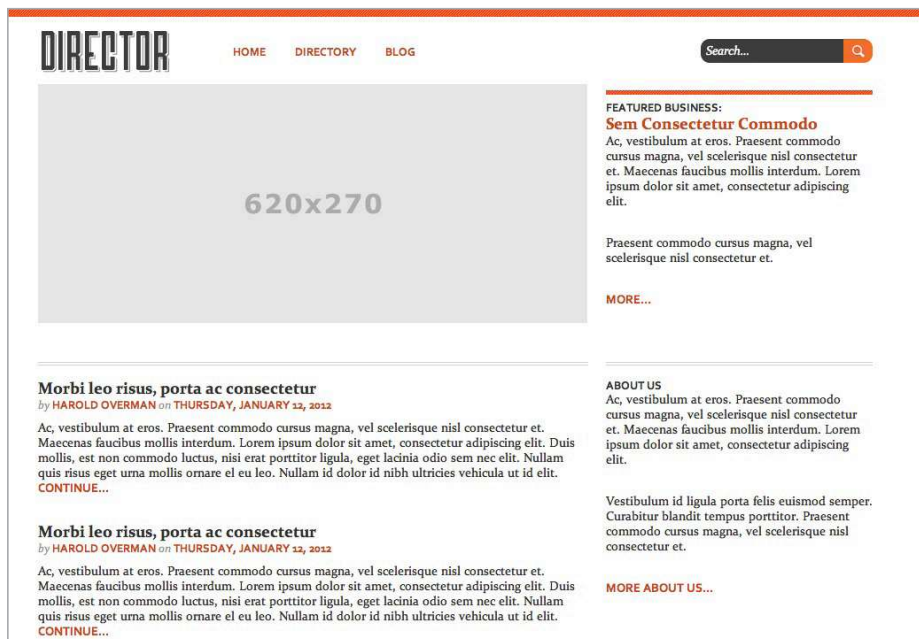 DIRECTOR
HOME DIRECTORY BLOG
Search...
620x270
FEATURED BUSINESS:
Sem Consectetur Commodo
Ac, vestibulum at eros. Praesent commodo
cursus magna, vel scelerisque nisl consectetur
et. Maecenas faucibus mollis interdum. Lorem
ipsum dolor sit amet, consectetur adipiscing
elit.
Praesent commodo cursus magna, vel
scelerisque nisl consectetur et.
MORE...
Morbi leo risus, porta ac consectetur
by HAROLD OVERMAN on THURSDAY, JANUARY 12, 2012
Ac, vestibulum at eros. Praesent commodo cursus magna, vel scelerisque nisl consectetur et.
Maecenas faucibus mollis interdum. Lorem ipsum dolor sit amet, consectetur adipiscing elit. Duis
mollis, est non commodo luctus, nisi erat porttitor ligula, eget lacinia odio sem nec elit. Nullam
quis risus eget urna mollis ornare el eu leo. Nullam id dolor id nibh ultricies vehicula ut id elit.
CONTINUE...
Morbi leo risus, porta ac consectetur
by HAROLD OVERMAN on THURSDAY, JANUARY 12, 2012
Ac, vestibulum at eros. Praesent commodo cursus magna, vel scelerisque nisl consectetur et.
Maecenas faucibus mollis interdum. Lorem ipsum dolor sit amet, consectetur adipiscing elit. Duis
mollis, est non commodo luctus, nisi erat porttitor ligula, eget lacinia odio sem nec elit. Nullam
quis risus eget urna mollis ornare el eu leo. Nullam id dolor id nibh ultricies vehicula ut id elit.
CONTINUE...
ABOUT US
Ac, vestibulum at eros. Praesent commodo
cursus magna, vel scelerisque nisl consectetur
et. Maecenas faucibus mollis interdum. Lorem
ipsum dolor sit amet, consectetur adipiscing
elit.
Vestibulum id ligula porta felis euismod semper.
Curabitur blandit tempus porttitor. Praesent
commodo cursus magna, vel scelerisque nisl
consectetur et.
MORE ABOUT US...